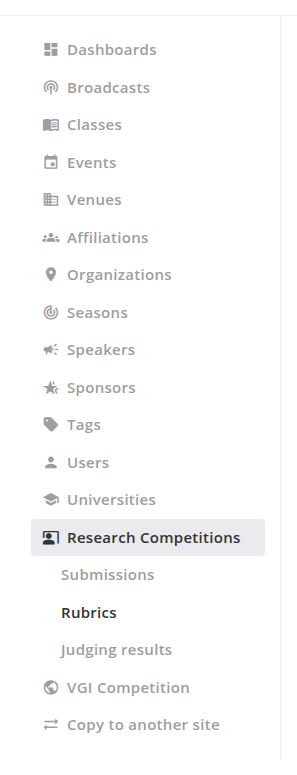 Dashboards
Broadcasts
Classes
Events
Venues
Affiliations
Organizations
Seasons
Speakers
Sponsors
Tags
Users
Universities
Research Competitions
Submissions
Rubrics
Judging results
VGI Competition
Copy to another site